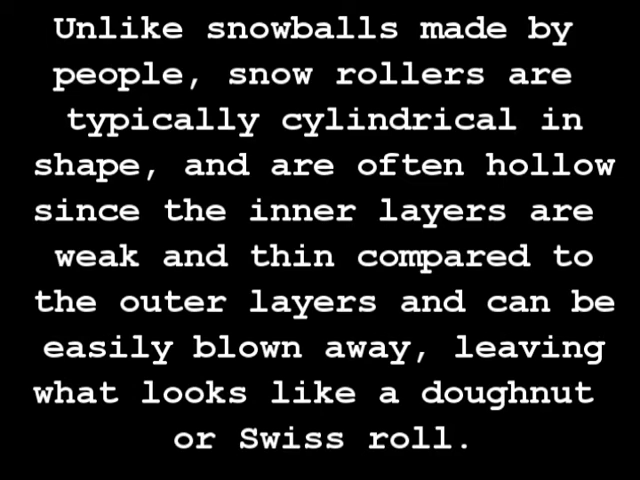 Unlike snowballs made by
people, snow rollers are
typically cylindrical in
shape, and are often hollow
since the inner layers are
weak and thin compared to
the outer layers and can be
easily blown away, leaving
what looks like a doughnut
or Swiss roll.